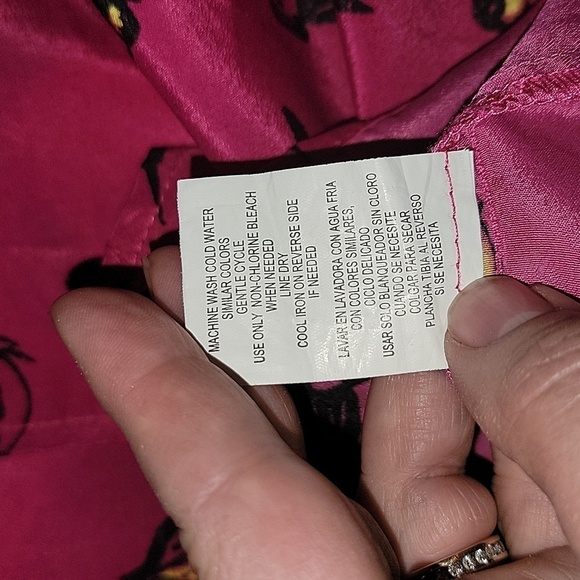 MACHINE WASH COLD WATER
SIMILAR COLORS
GENTLE CYCLE
USE ONLY NON-CHLORINE BLEACH
WHEN NEEDED
LINE DRY
COOL IRON ON REVERSE SIDE
IF NEEDED
LAVAR EN LAVADORA CON AGUA FRIA
CON COLORES SIMILARES,
CICLO DELICADO
USAR SOLO BLANQUEADOR SIN CLORO
CUANDO SE NECESITE
COLGAR PARA SECAR
PLANCHA TIBIA AL REVERSO
SI SE NECESITA